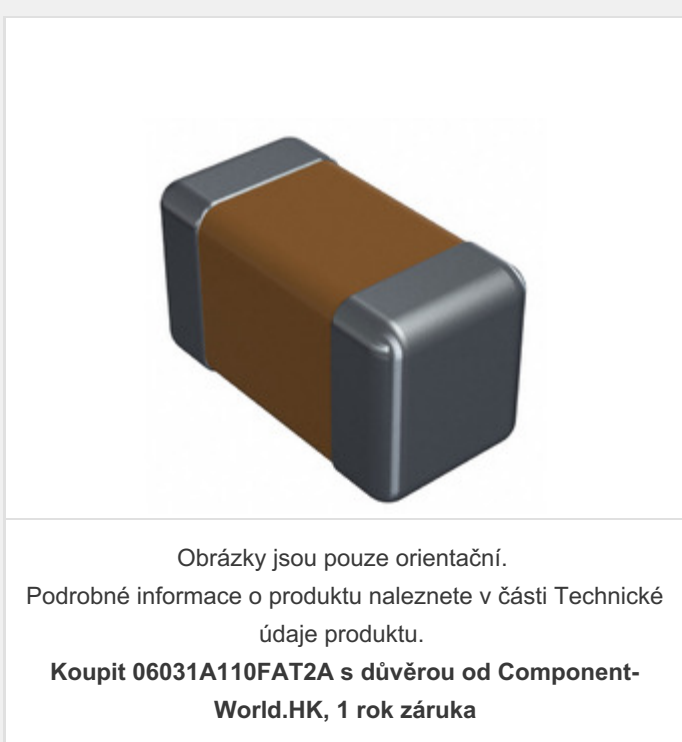 Obrázky jsou pouze orientační.
Podrobné informace o produktu naleznete v části Technické
údaje produktu.
Koupit 06031A110FAT2A s důvěrou od Component-
World.HK, 1 rok záruka